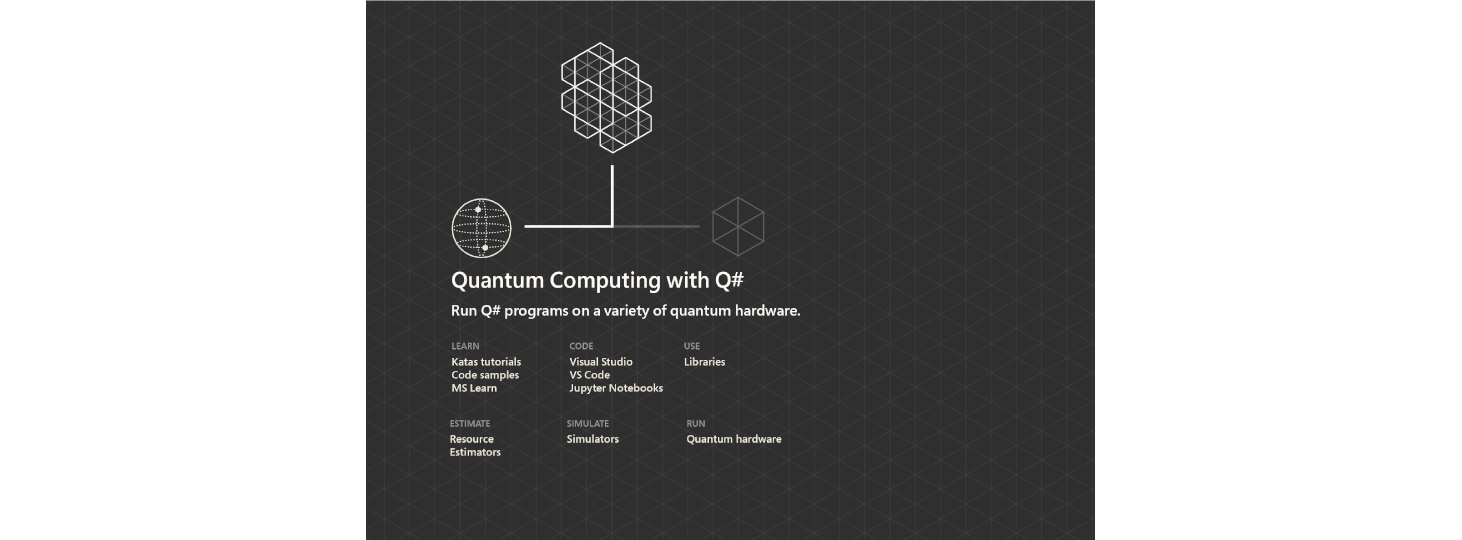 Quantum Computing with Q#
Run Q# programs on a variety of quantum hardware.
LEARN
Katas tutorials
Code samples
MS Learn
CODE
Visual Studio
VS Code
Jupyter Notebooks
USE
Libraries
ESTIMATE
Resource
Estimators
SIMULATE
Simulators
RUN
Quantum hardware